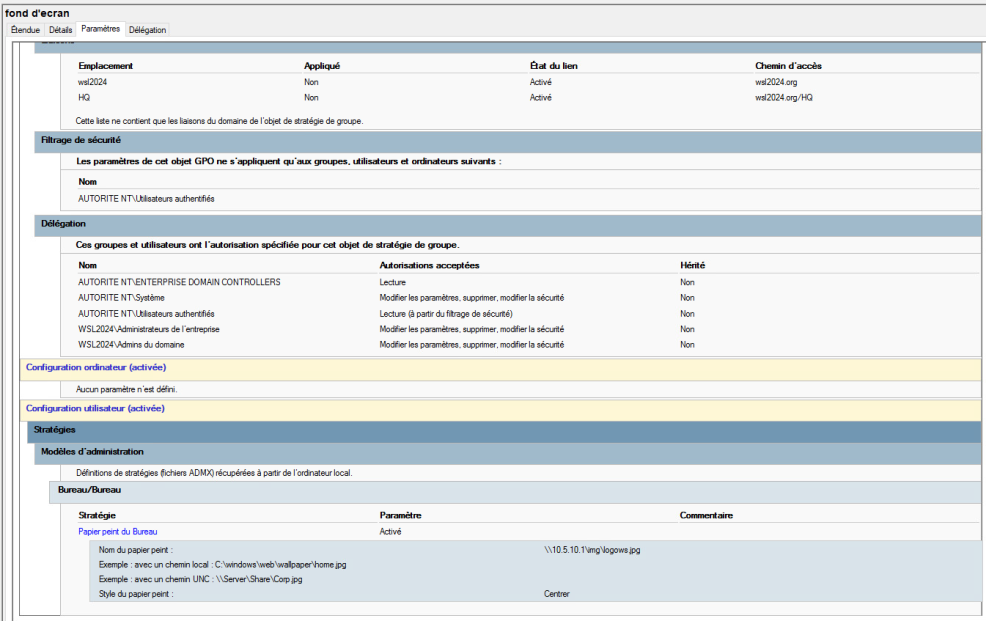 fond d'ecran
Étendue Détails Paramètres Délégation
Liaisons
Emplacement Appliqué État du lien Chemin d'accès
wsl2024 Non Activé wsl2024.org
HQ Non Activé wsl2024.org/HQ
Cette liste ne contient que les liaisons du domaine de l'objet de stratégie de groupe.
Filtrage de sécurité
Les paramètres de cet objet GPO ne s'appliquent qu'aux groupes, utilisateurs et ordinateurs suivants :
Nom
AUTORITE NT\Utilisateurs authentifiés
Délégation
Ces groupes et utilisateurs ont l'autorisation spécifiée pour cet objet de stratégie de groupe.
Nom Autorisations acceptées Hérité
AUTORITE NT\ENTERPRISE DOMAIN CONTROLLERS Lecture Non
AUTORITE NT\Système Modifier les paramètres, supprimer, modifier la sécurité Non
AUTORITE NT\Utilisateurs authentifiés Lecture (à partir du filtrage de sécurité) Non
WSL2024\Administrateurs de l'entreprise Modifier les paramètres, supprimer, modifier la sécurité Non
WSL2024\Admins du domaine Modifier les paramètres, supprimer, modifier la sécurité Non
Configuration ordinateur (activée)
Aucun paramètre n'est défini.
Configuration utilisateur (activée)
Stratégies
Modèles d'administration
Définitions de stratégies (fichiers ADMX) récupérées à partir de l'ordinateur local.
Bureau/Bureau
Stratégie Paramètre Commentaire
Papier peint du Bureau Activé
Nom du papier peint : \\10.5.10.1\img\logows.jpg
Exemple : avec un chemin local : C:\windows\web\wallpaper\home.jpg
Exemple : avec un chemin UNC : \\Server\Share\Corp.jpg
Style du papier peint : Centrer